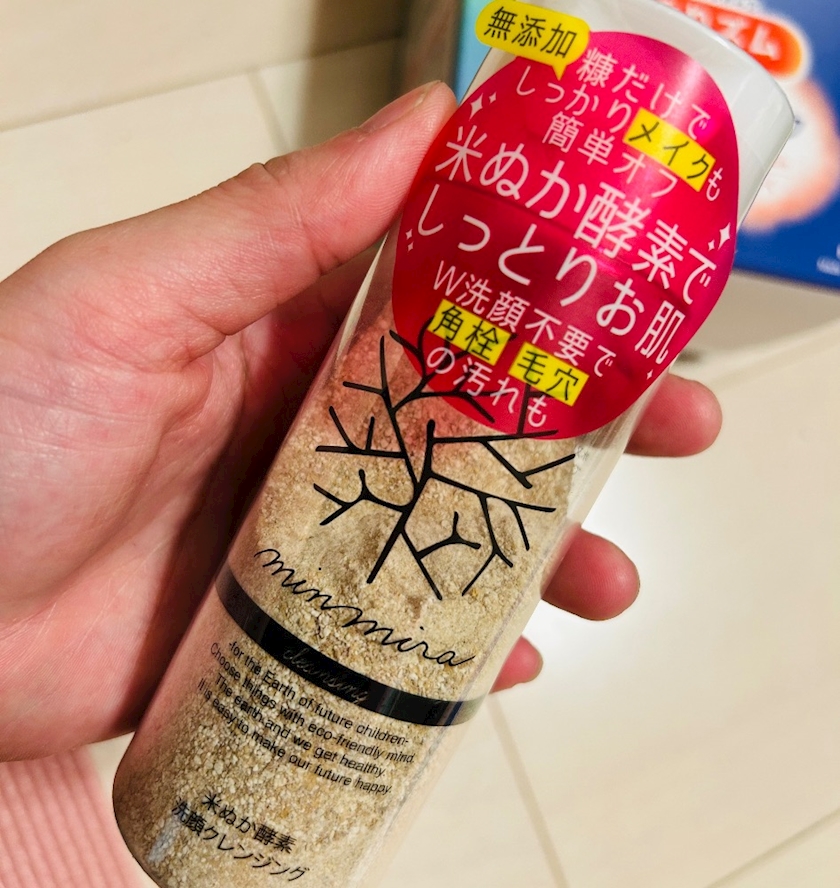 無添加
糠だけで
しっかりメイクも
簡単オフ
米ぬか酵素で
しっとりお肌
W洗顔不要で
角栓 毛穴
の汚れも
minmira
cleansing
-for the Earth of future children-
Choose things with eco-friendly mind.
The earth and we get healthy.
It is easy to make our future happy.
米ぬか酵素
洗顔クレンジング
ズム